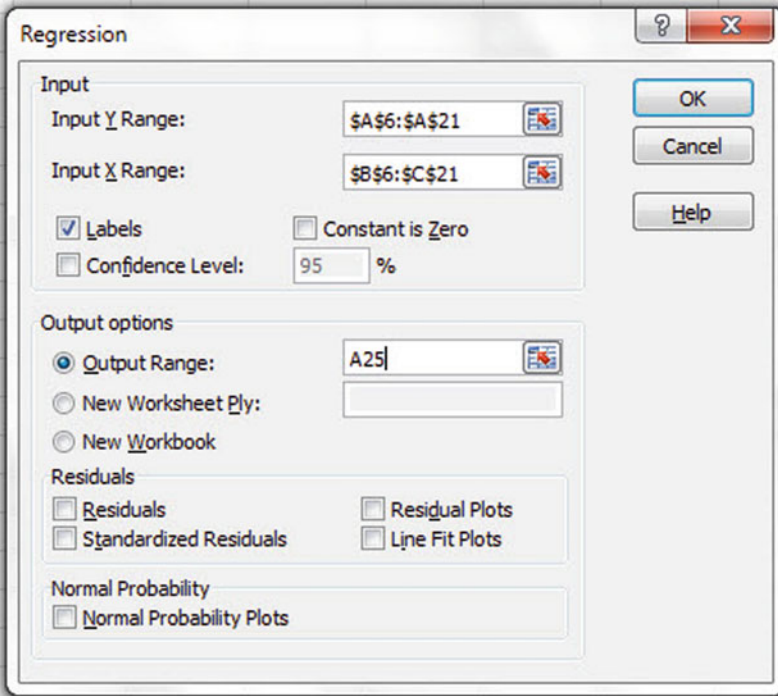 Regression
?
X
Input
Input Y Range:
$A$6:$A$21
Input X Range:
$B$6:$C$21
Labels
Constant is Zero
Confidence Level:
95
%
OK
Cancel
Help
Output options
Output Range:
A25
New Worksheet Ply:
New Workbook
Residuals
Residuals
Residual Plots
Standardized Residuals
Line Fit Plots
Normal Probability
Normal Probability Plots